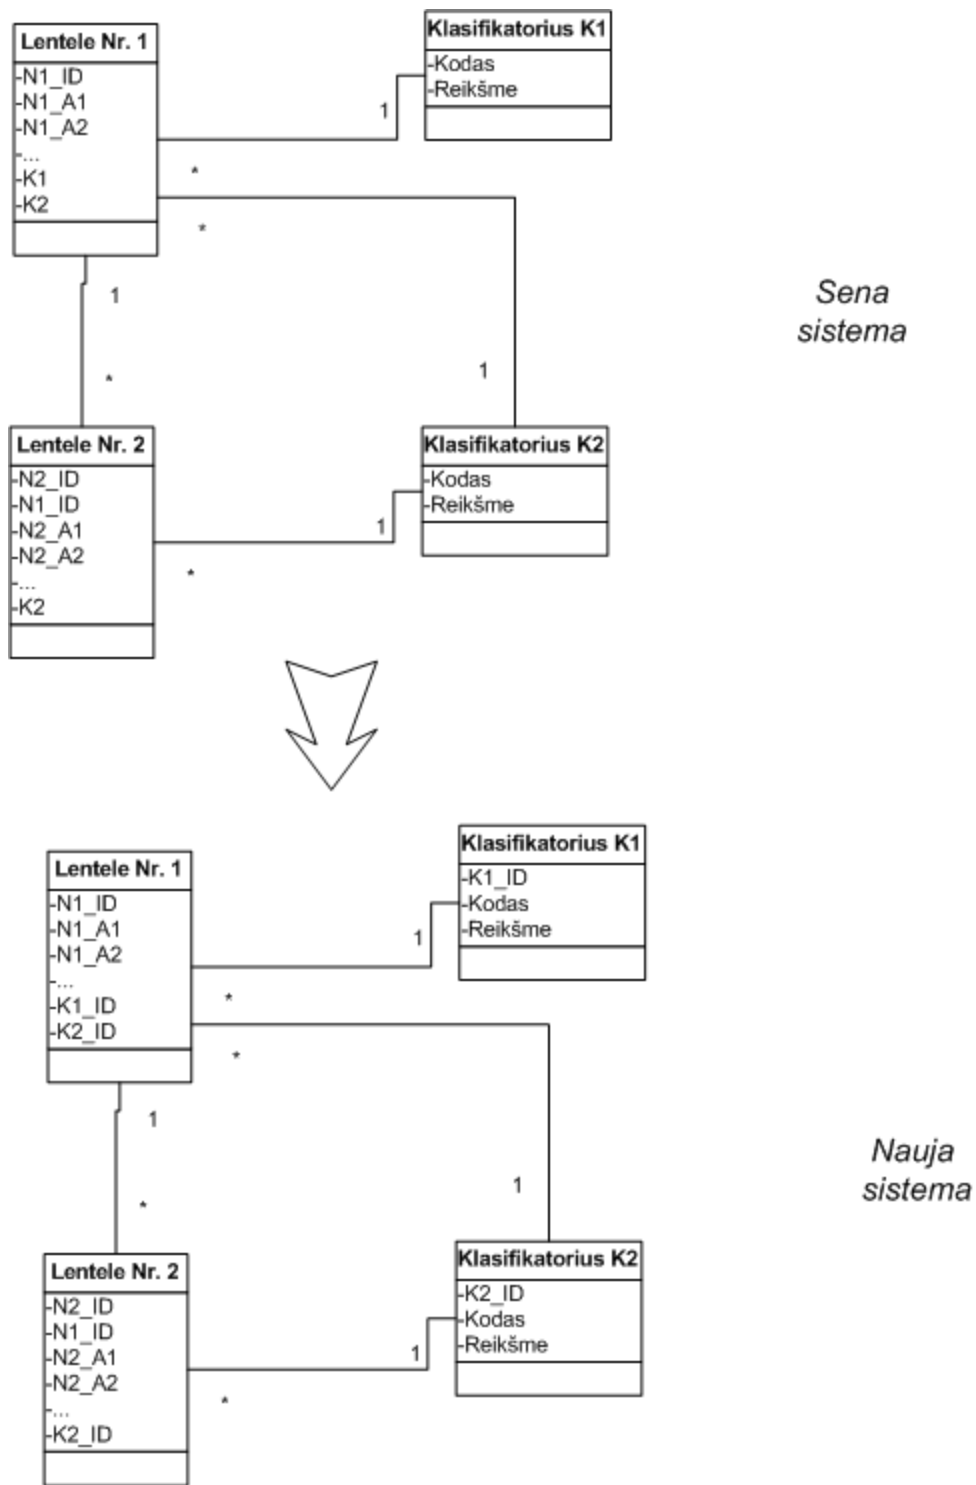 Lentele Nr. 1
-N1_ID
-N1_A1
-N1_A2
-...
-K1
-K2
Klasifikatorius K1
-Kodas
-Reikšme
1
*
*
1
*
1
Sena
sistema
Lentele Nr. 2
-N2_ID
-N1_ID
-N2_A1
-N2_A2
-...
-K2
Klasifikatorius K2
-Kodas
-Reikšme
1
*
Lentele Nr. 1
-N1_ID
-N1_A1
-N1_A2
-...
-K1_ID
-K2_ID
Klasifikatorius K1
-K1_ID
-Kodas
-Reikšme
1
*
*
1
*
1
Nauja
sistema
Lentele Nr. 2
-N2_ID
-N1_ID
-N2_A1
-N2_A2
-...
-K2_ID
Klasifikatorius K2
-K2_ID
-Kodas
-Reikšme
1
*